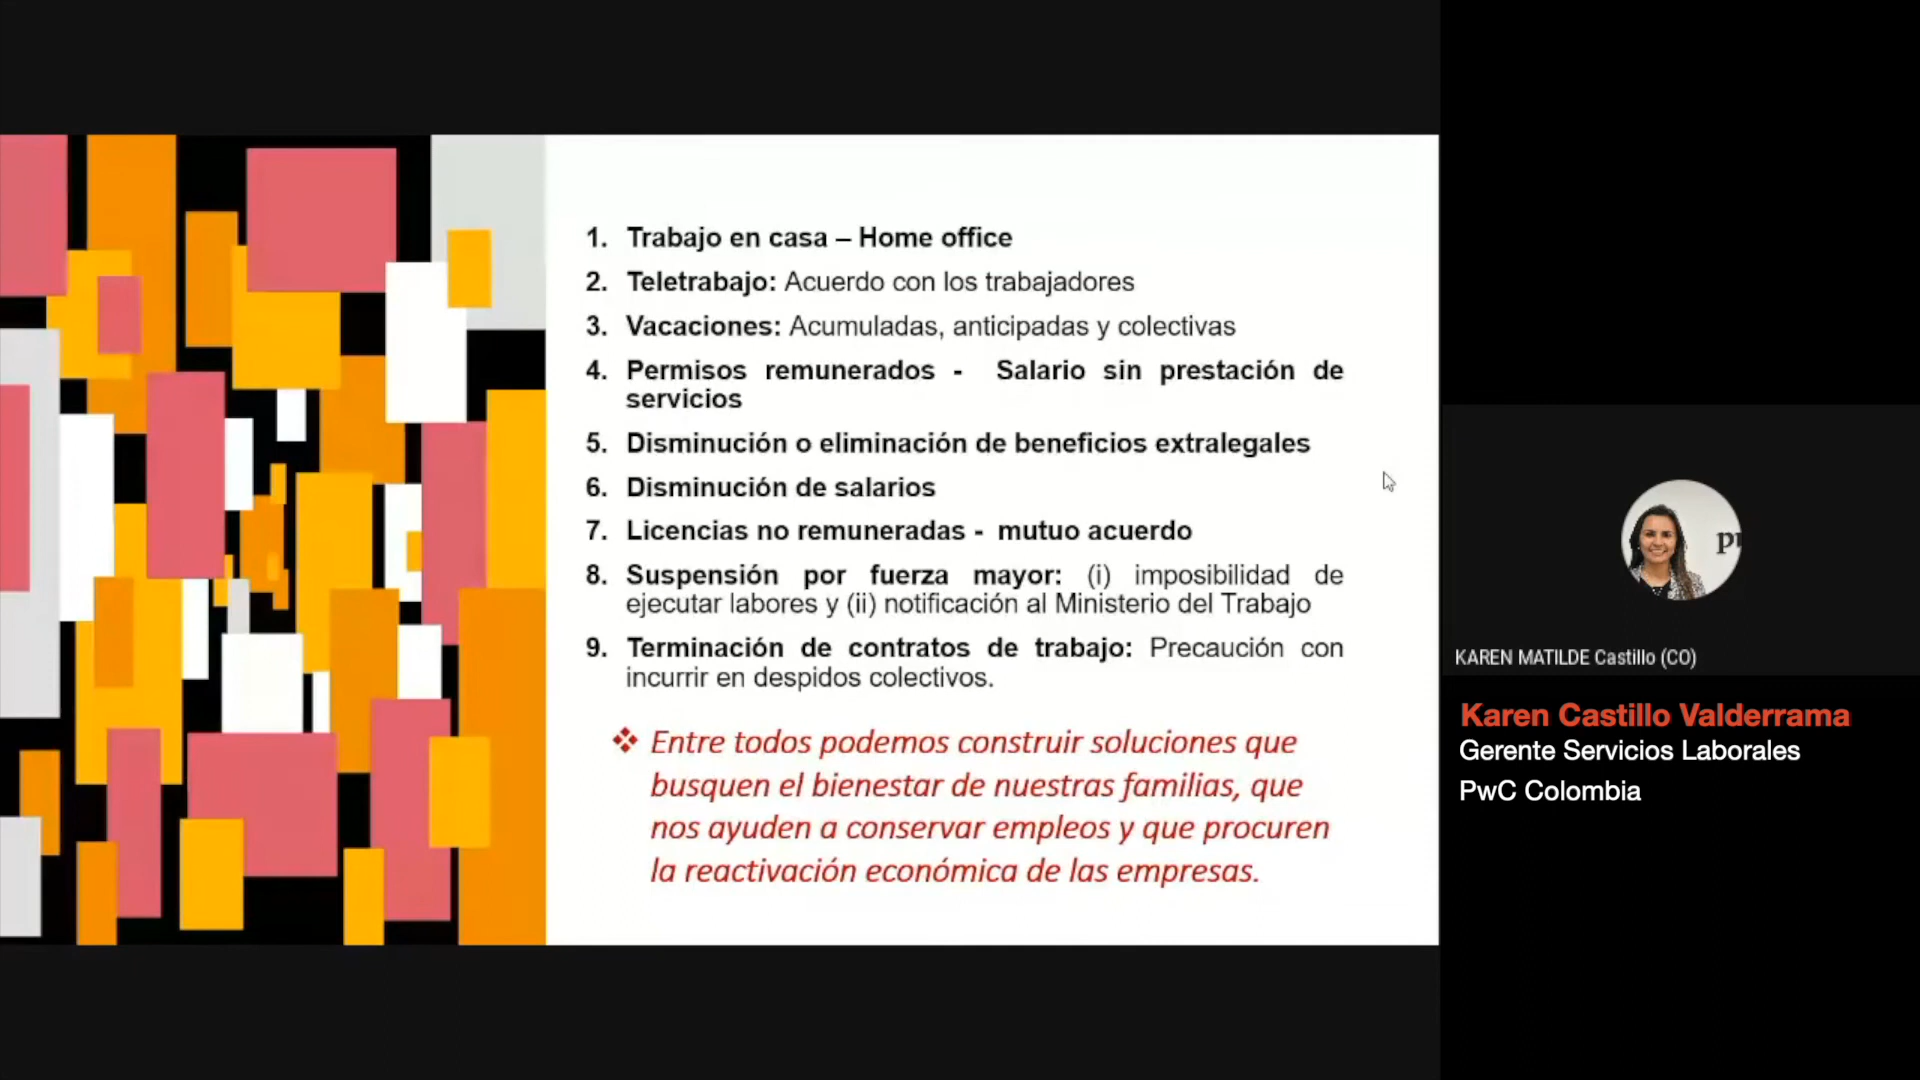 1. Trabajo en casa – Home office
2. Teletrabajo: Acuerdo con los trabajadores
3. Vacaciones: Acumuladas, anticipadas y colectivas
4. Permisos remunerados - Salario sin prestación de
servicios
5. Disminución o eliminación de beneficios extralegales
6. Disminución de salarios
7. Licencias no remuneradas - mutuo acuerdo
8. Suspensión por fuerza mayor: (i) imposibilidad de
ejecutar labores y (ii) notificación al Ministerio del Trabajo
9. Terminación de contratos de trabajo: Precaución con
incurrir en despidos colectivos.
❖ Entre todos podemos construir soluciones que
busquen el bienestar de nuestras familias, que
nos ayuden a conservar empleos y que procuren
la reactivación económica de las empresas.
KAREN MATILDE Castillo (CO)
Karen Castillo Valderrama
Gerente Servicios Laborales
PwC Colombia